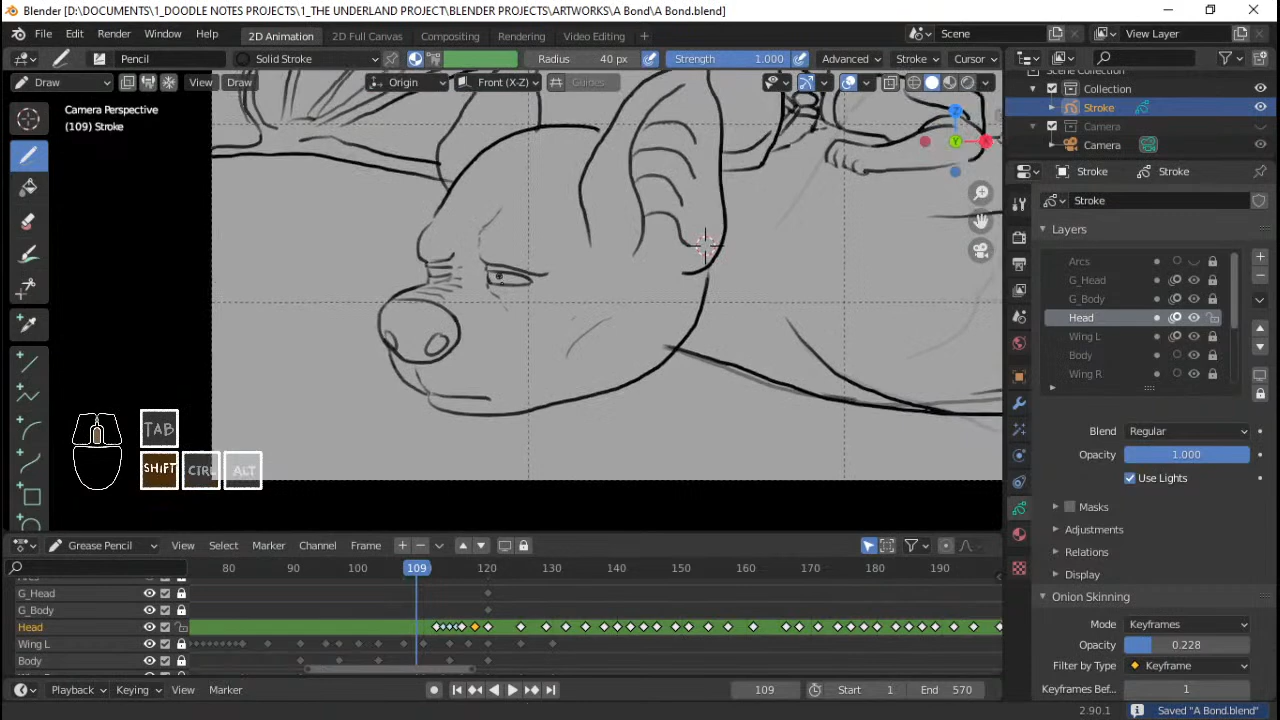 Blender [D:\DOCUMENTS\1_DOODLE NOTES PROJECTS\1_THE UNDERLAND PROJECT\BLENDER PROJECTS\ARTWORKS\A Bond\A Bond.blend]
File Edit Render Window Help 2D Animation 2D Full Canvas Compositing Rendering Video Editing + Scene View Layer
Pencil Solid Stroke Radius 40 px Strength 1.000 Advanced Stroke Cursor
Draw View Draw Origin Front (X-Z) Guides
Camera Perspective
(109) Stroke
Z
Y
X
Scene Collection
Collection
Stroke
Camera
Camera
Stroke Stroke
Stroke
Layers
Arcs
G_Head
G_Body
Head
Wing L
Body
Wing R
Blend Regular
Opacity 1.000
Use Lights
Masks
Adjustments
Relations
Display
Onion Skinning
Mode Keyframes
Opacity 0.228
Filter by Type Keyframe
Keyframes Bef.. 1
TAB
SHIFT CTRL ALT
Grease Pencil View Select Marker Channel Frame
80 90 100 109 120 130 140 150 160 170 180 190
Arcs
G_Head
G_Body
Head
Wing L
Body
Playback Keying View Marker 109 Start 1 End 570
2.90.1 Saved "A Bond.blend"